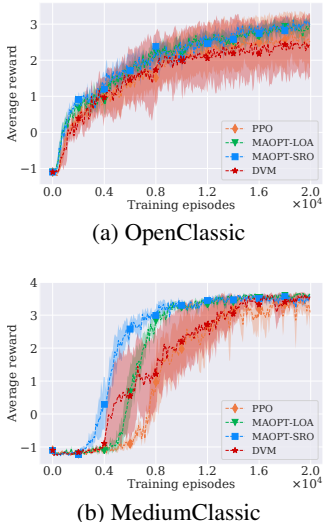 3
2
1
0
−1
Average reward
PPO
MAOPT-LOA
MAOPT-SRO
DVM
0.0 0.4 0.8 1.2 1.6 2.0
Training episodes ×10⁴
(a) OpenClassic
4
3
2
1
0
−1
Average reward
PPO
MAOPT-LOA
MAOPT-SRO
DVM
0.0 0.4 0.8 1.2 1.6 2.0
Training episodes ×10⁴
(b) MediumClassic